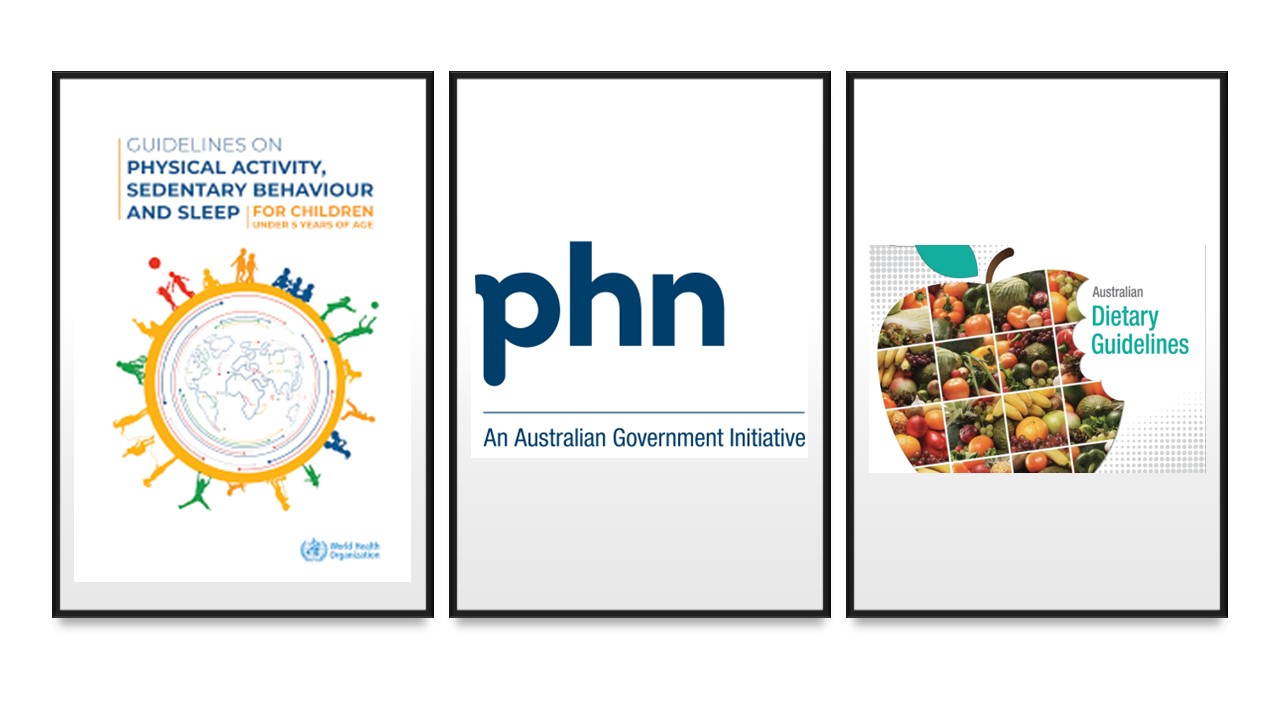 GUIDELINES ON
PHYSICAL ACTIVITY,
SEDENTARY BEHAVIOUR
AND SLEEP FOR CHILDREN
UNDER 5 YEARS OF AGE
World Health
Organization
phn
An Australian Government Initiative
Australian
Dietary
Guidelines